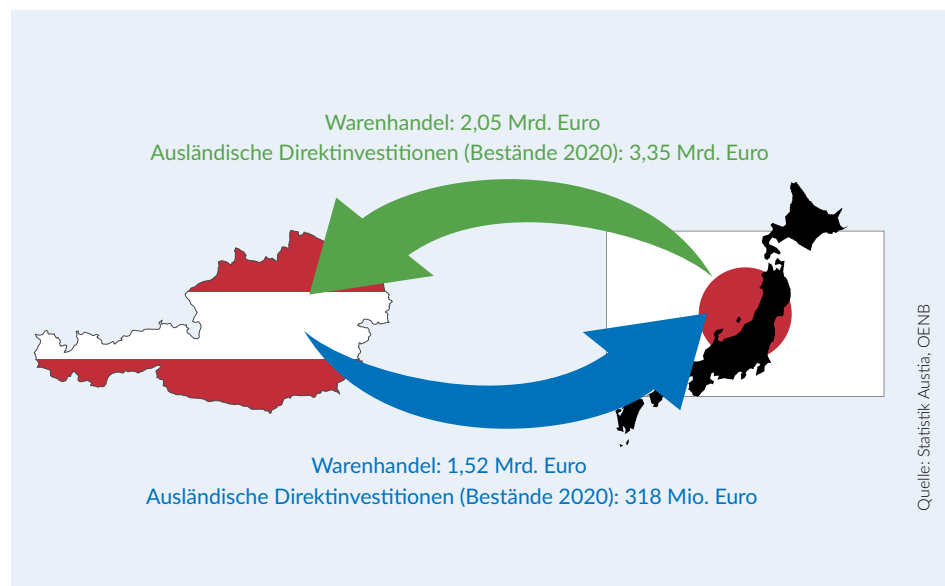 Warenhandel: 2,05 Mrd. Euro
Ausländische Direktinvestitionen (Bestände 2020): 3,35 Mrd. Euro
Warenhandel: 1,52 Mrd. Euro
Ausländische Direktinvestitionen (Bestände 2020): 318 Mio. Euro
Quelle: Statistik Austia, OENB